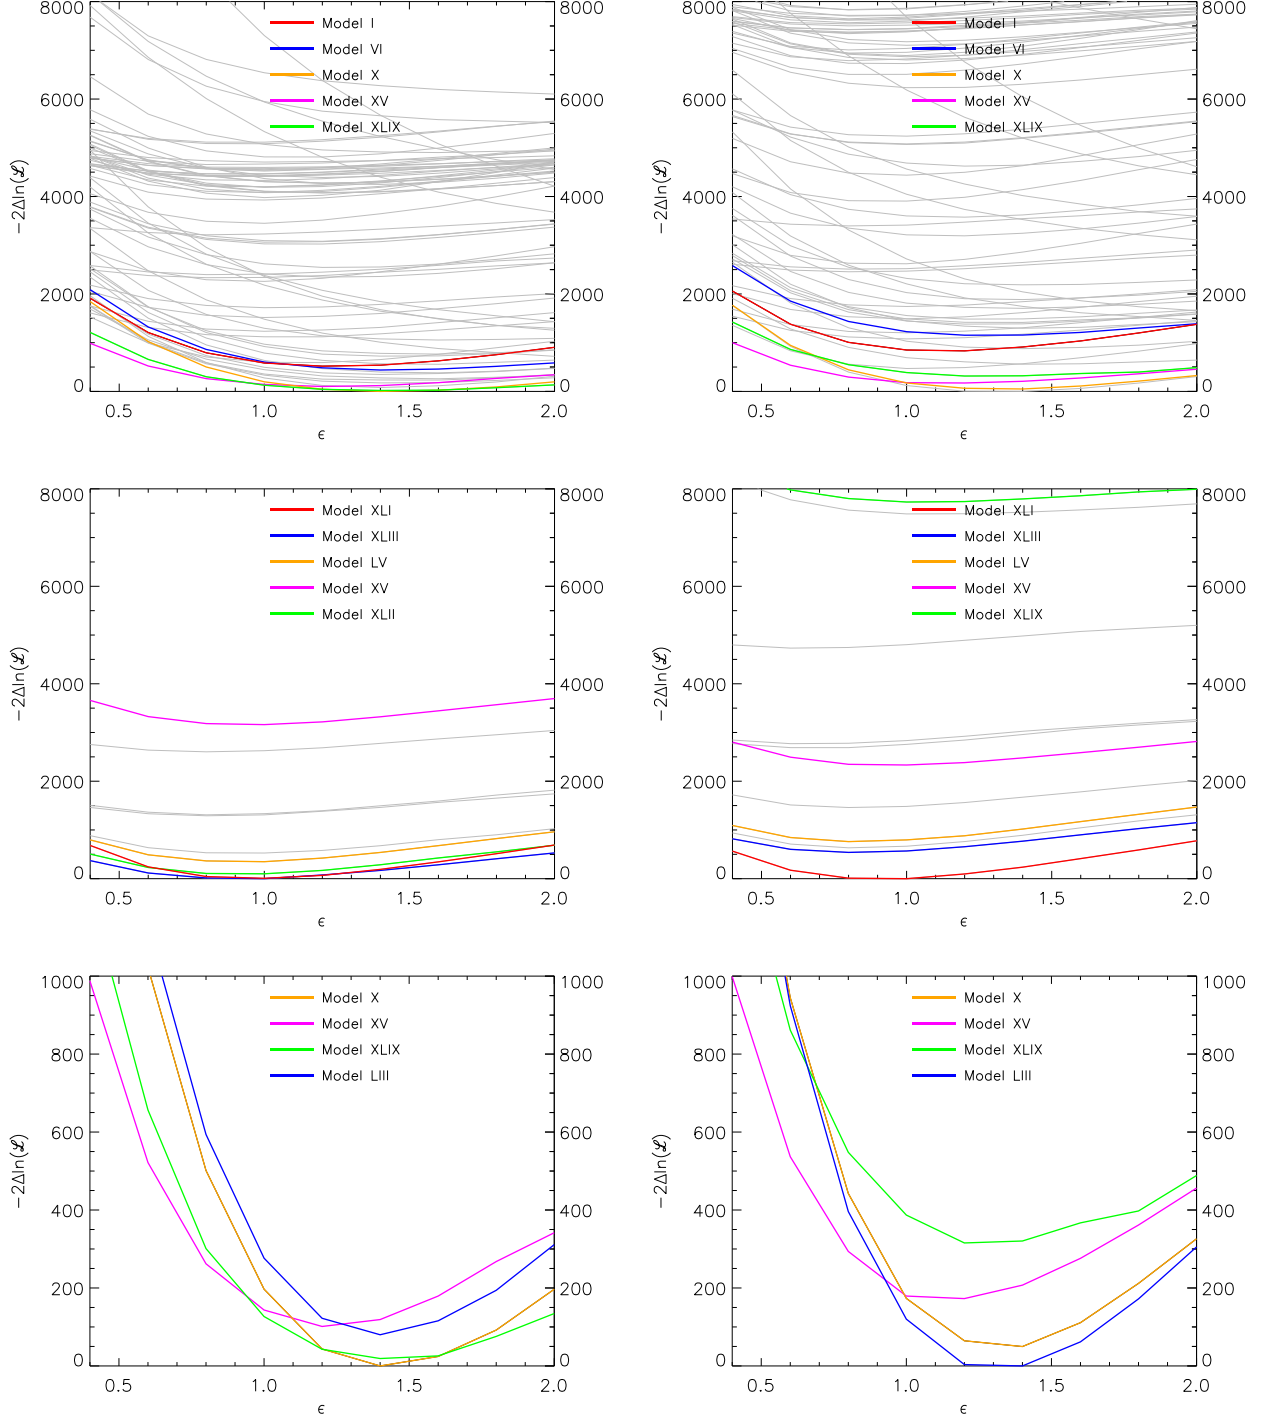 8000 8000 8000 8000
Model I Model I
Model VI Model VI
Model X Model X
6000 6000 6000 6000
Model XV Model XV
Model XLIX Model XLIX
−2Δln(ℒ) −2Δln(ℒ)
4000 4000 4000 4000
2000 2000 2000 2000
0 0 0 0
0.5 1.0 1.5 2.0 0.5 1.0 1.5 2.0
ϵ ϵ
8000 8000 8000 8000
Model XLI Model XLI
Model XLIII Model XLIII
Model LV Model LV
6000 6000 6000 6000
Model XV Model XV
Model XLII Model XLIX
−2Δln(ℒ) −2Δln(ℒ)
4000 4000 4000 4000
2000 2000 2000 2000
0 0 0 0
0.5 1.0 1.5 2.0 0.5 1.0 1.5 2.0
ϵ ϵ
1000 1000 1000 1000
Model X Model X
Model XV Model XV
Model XLIX Model XLIX
800 800 800 800
Model LIII Model LIII
600 600 600 600
−2Δln(ℒ) −2Δln(ℒ)
400 400 400 400
200 200 200 200
0 0 0 0
0.5 1.0 1.5 2.0 0.5 1.0 1.5 2.0
ϵ ϵ